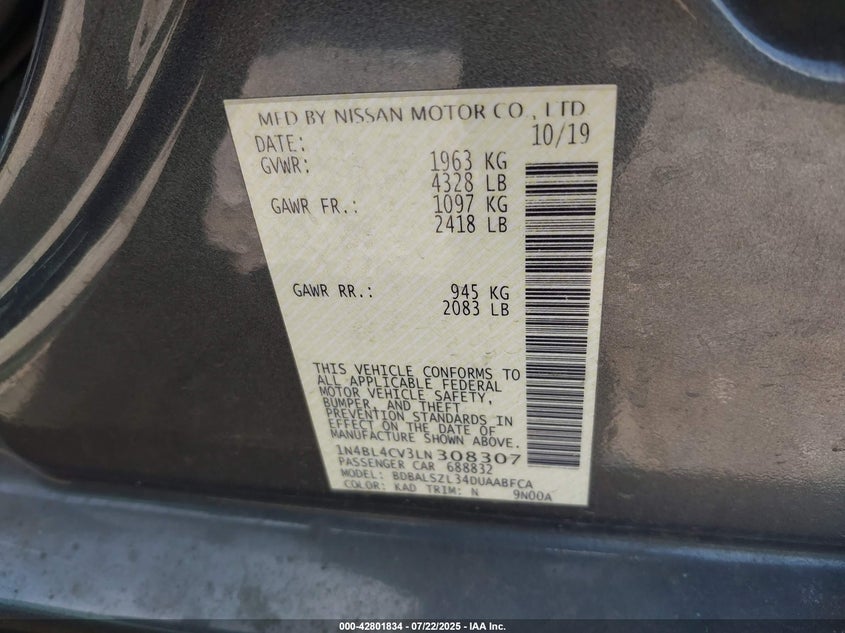 MFD BY NISSAN MOTOR CO., LTD.
DATE: 10/19
GVWR: 1963 KG
4328 LB
GAWR FR.: 1097 KG
2418 LB
GAWR RR.: 945 KG
2083 LB
THIS VEHICLE CONFORMS TO
ALL APPLICABLE FEDERAL
MOTOR VEHICLE SAFETY,
BUMPER, AND THEFT
PREVENTION STANDARDS IN
EFFECT ON THE DATE OF
MANUFACTURE SHOWN ABOVE.
1N4BL4CV3LN308307
PASSENGER CAR 688832
MODEL: BDBALSZL34DUAABFCA
COLOR: KAD TRIM: N 9N00A
000-42801834 - 07/22/2025 - IAA Inc.